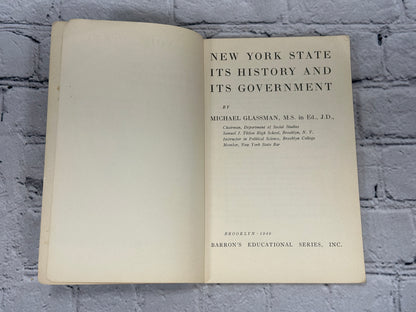 NEW YORK STATE
ITS HISTORY AND
ITS GOVERNMENT
BY
MICHAEL GLASSMAN, M.S. in Ed., J.D.,
Chairman, Department of Social Studies
Samuel J. Tilden High School, Brooklyn, N. Y.
Instructor in Political Science, Brooklyn College
Member, New York State Bar
BROOKLYN · 1949
BARRON'S EDUCATIONAL SERIES, INC.